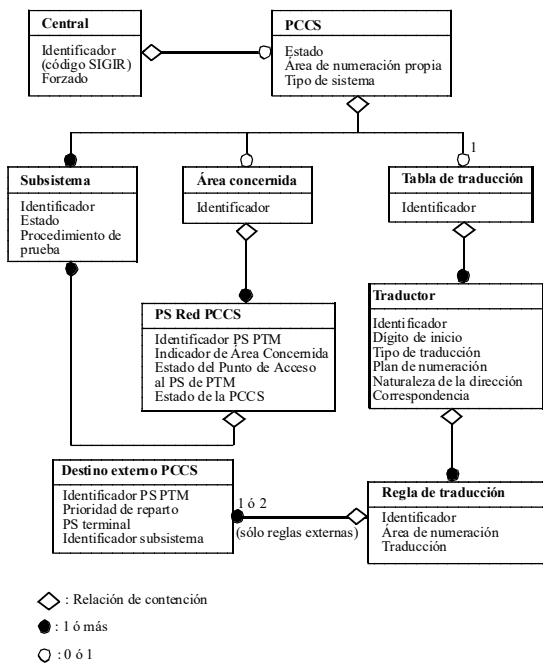 Central
Identificador
(código SIGIR)
Forzado
PCCS
Estado
Área de numeración propia
Tipo de sistema
1
Subsistema
Identificador
Estado
Procedimiento de
prueba
Área concernida
Identificador
Tabla de traducción
Identificador
PS Red PCCS
Identificador PS PTM
Indicador de Área Concernida
Estado del Punto de Acceso
al PS de PTM
Estado de la PCCS
Traductor
Identificador
Dígito de inicio
Tipo de traducción
Plan de numeración
Naturaleza de la dirección
Correspondencia
Destino externo PCCS
Identificador PS PTM
Prioridad de reparto
PS terminal
Identificador subsistema
1 ó 2
(sólo reglas externas)
Regla de traducción
Identificador
Área de numeración
Traducción
: Relación de contención
: 1 ó más
: 0 ó 1